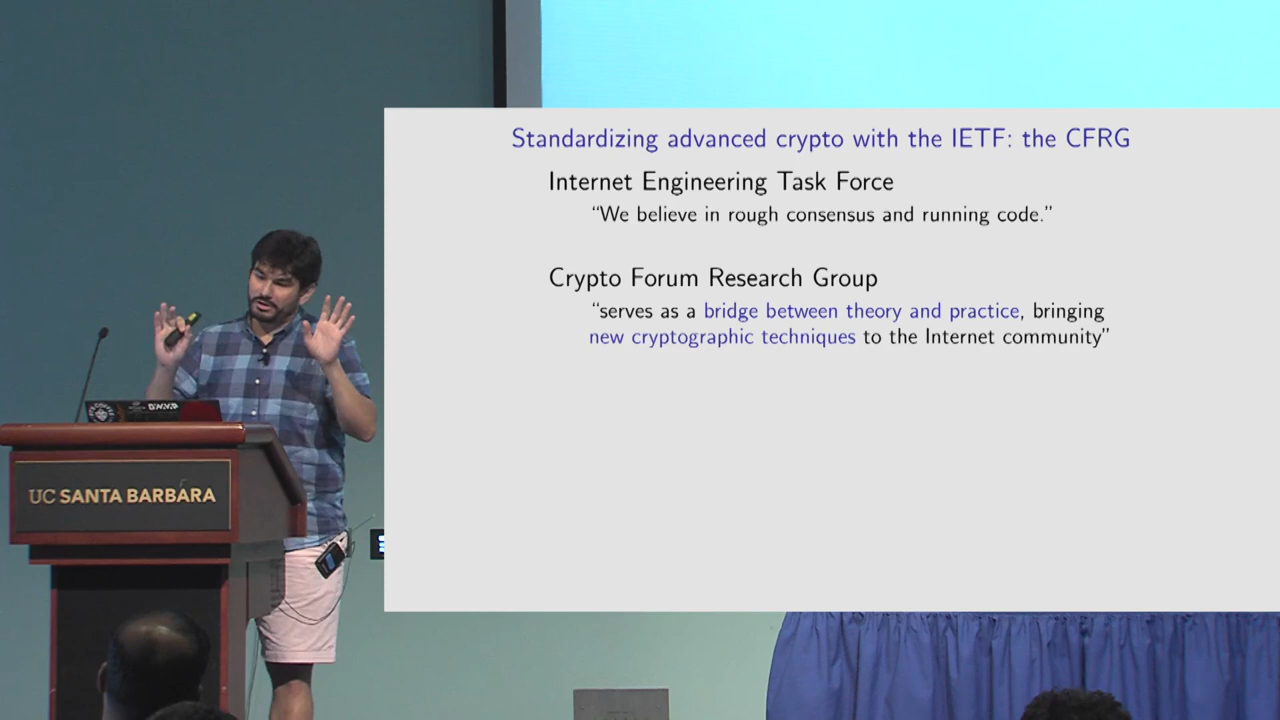 Standardizing advanced crypto with the IETF: the CFRG
Internet Engineering Task Force
“We believe in rough consensus and running code.”
Crypto Forum Research Group
“serves as a bridge between theory and practice, bringing
new cryptographic techniques to the Internet community”
UC SANTA BARBARA